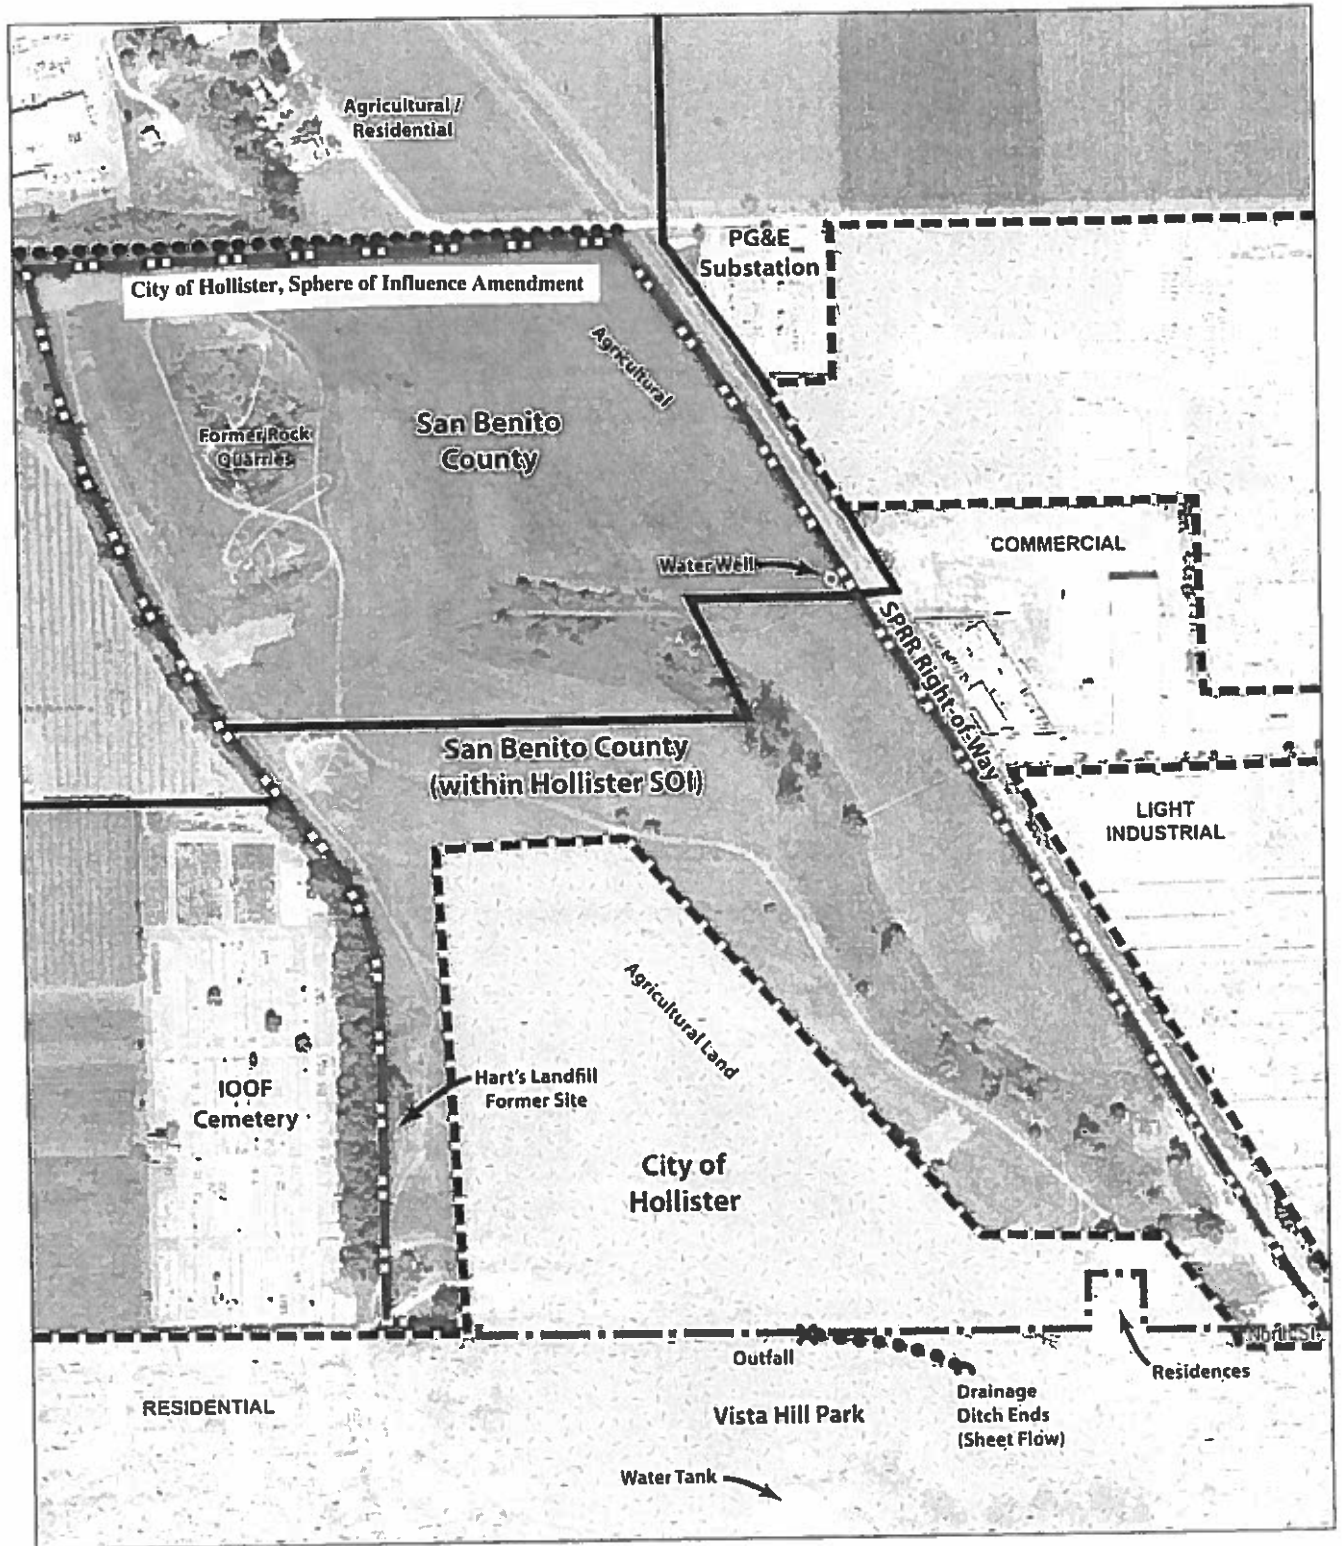 Agricultural /
Residential
PG&E
Substation
City of Hollister, Sphere of Influence Amendment
Agricultural
San Benito
County
Former Rock
Quarries
COMMERCIAL
Water Well
SPRR Right-of-Way
San Benito County
(within Hollister SOI)
LIGHT
INDUSTRIAL
Agricultural Land
Hart's Landfill
Former Site
IOOF
Cemetery
City of
Hollister
Outfall
Residences
RESIDENTIAL
Drainage
Ditch Ends
(Sheet Flow)
Vista Hill Park
Water Tank